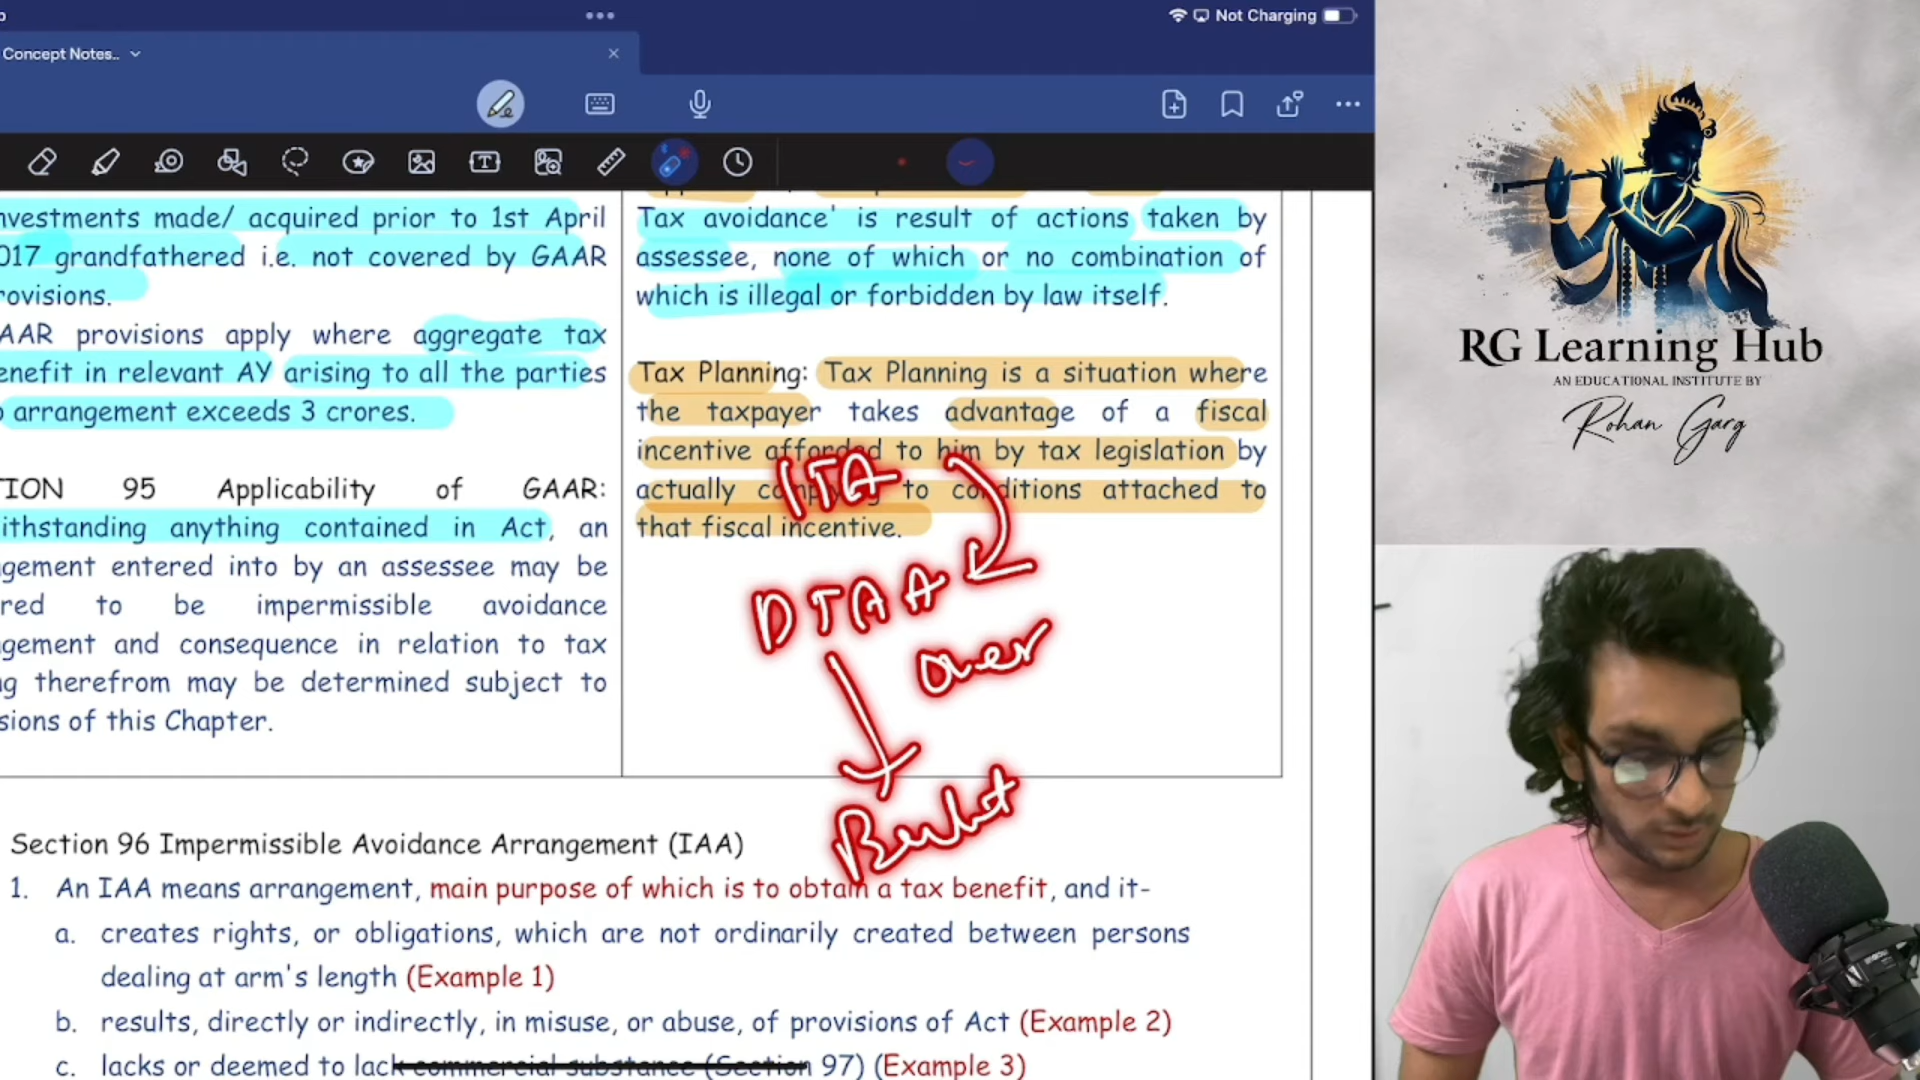 Not Charging
Concept Notes..
nvestments made/ acquired prior to 1st April
017 grandfathered i.e. not covered by GAAR
rovisions.
AAR provisions apply where aggregate tax
enefit in relevant AY arising to all the parties
o arrangement exceeds 3 crores.
TION 95 Applicability of GAAR:
ithstanding anything contained in Act, an
gement entered into by an assessee may be
red to be impermissible avoidance
gement and consequence in relation to tax
ng therefrom may be determined subject to
sions of this Chapter.
Tax avoidance' is result of actions taken by
assessee, none of which or no combination of
which is illegal or forbidden by law itself.
Tax Planning: Tax Planning is a situation where
the taxpayer takes advantage of a fiscal
incentive afforded to him by tax legislation by
actually complying to conditions attached to
that fiscal incentive.
ITA
DTAA
over
Section 96 Impermissible Avoidance Arrangement (IAA)
1. An IAA means arrangement, main purpose of which is to obtain a tax benefit, and it-
a. creates rights, or obligations, which are not ordinarily created between persons
dealing at arm's length (Example 1)
b. results, directly or indirectly, in misuse, or abuse, of provisions of Act (Example 2)
c. lacks or deemed to lack commercial substance (Section 97) (Example 3)
RG Learning Hub
AN EDUCATIONAL INSTITUTE BY
Rohan Garg